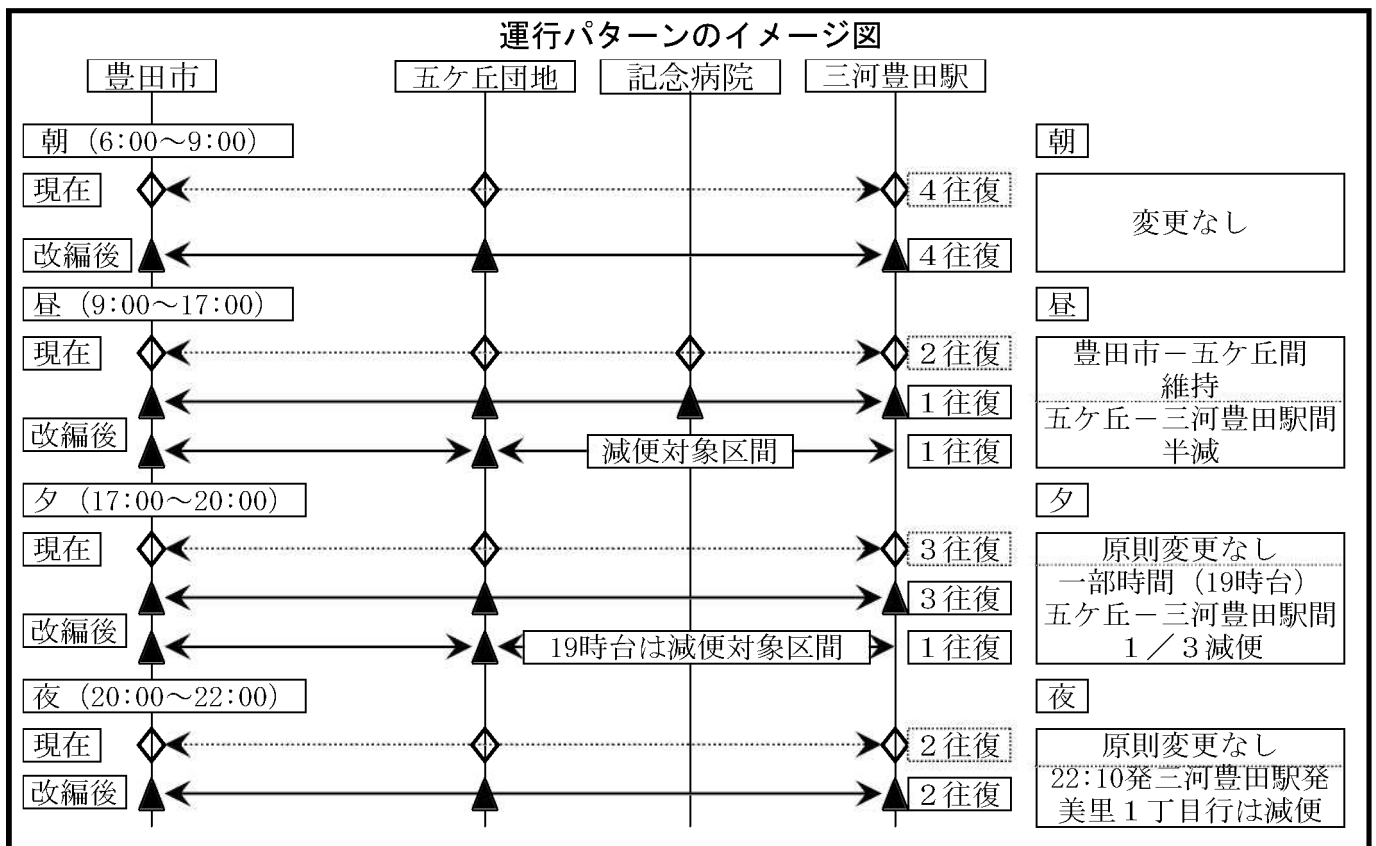 運行パターンのイメージ図
豊田市 五ケ丘団地 記念病院 三河豊田駅
朝（6:00～9:00） 朝
現在 4往復
変更なし
改編後 4往復
昼（9:00～17:00） 昼
現在 2往復
豊田市－五ケ丘間
維持
1往復
五ケ丘－三河豊田駅間
改編後
減便対象区間 1往復
半減
夕（17:00～20:00） 夕
現在 3往復
原則変更なし
一部時間（19時台）
3往復
五ケ丘－三河豊田駅間
改編後
19時台は減便対象区間 1往復
1／3減便
夜（20:00～22:00） 夜
現在 2往復
原則変更なし
22:10発三河豊田駅発
改編後 2往復
美里1丁目行は減便